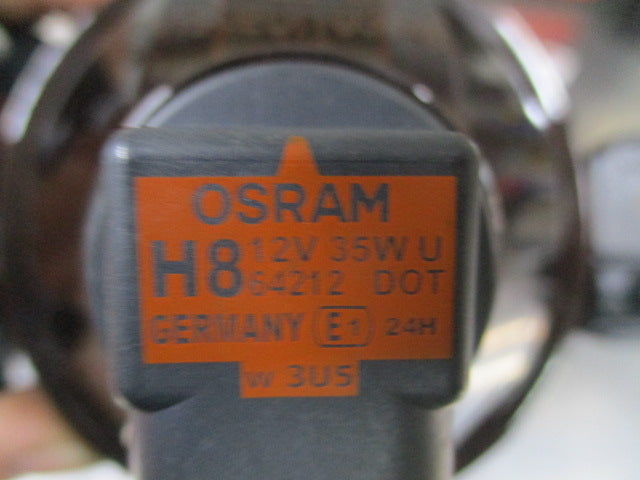 OSRAM
H8 12V 35W U
64212 DOT
GERMANY E1 24H
W 3U5